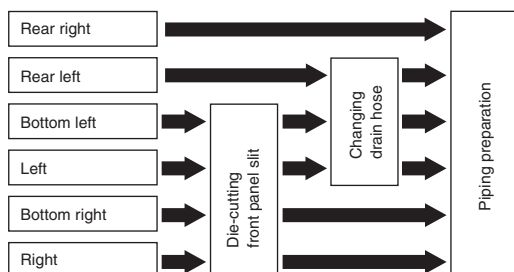 Rear right
Rear left
Bottom left
Left
Bottom right
Right
Die-cutting
front panel slit
Changing
drain hose
Piping preparation